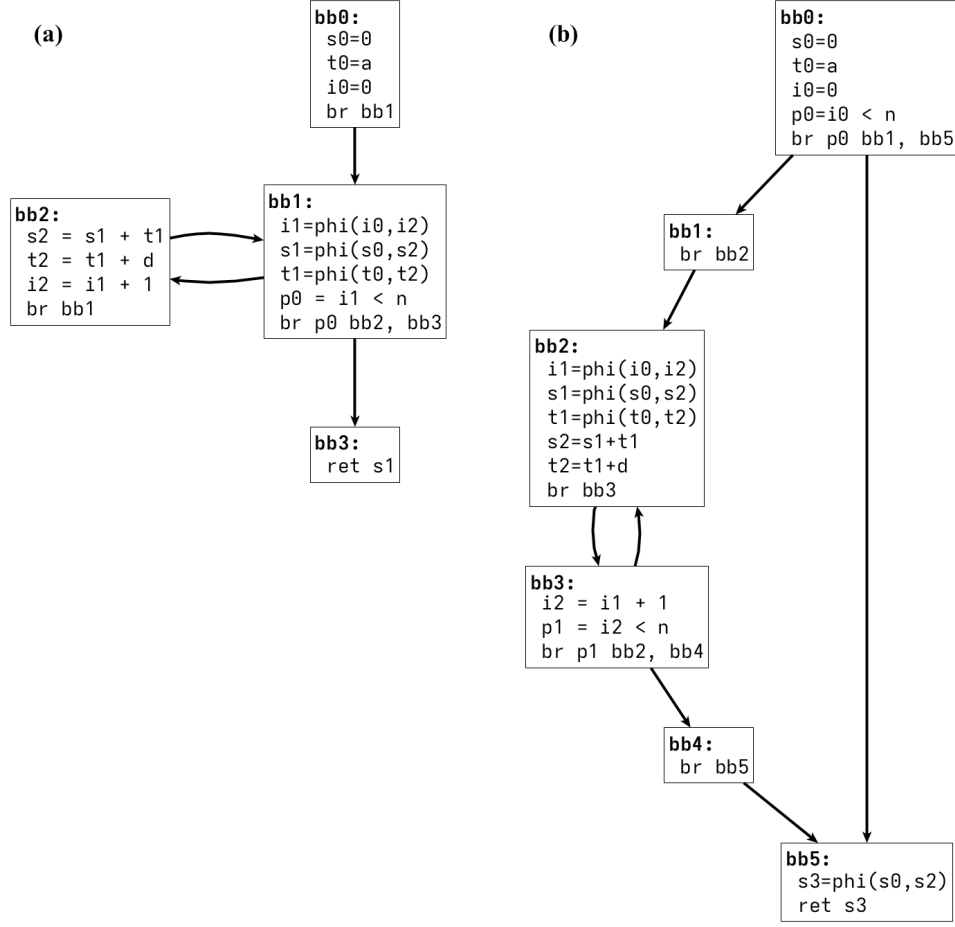 (a)
bb0:
s0=0
t0=a
i0=0
br bb1
bb2:
s2 = s1 + t1
t2 = t1 + d
i2 = i1 + 1
br bb1
bb1:
i1=phi(i0,i2)
s1=phi(s0,s2)
t1=phi(t0,t2)
p0 = i1 < n
br p0 bb2, bb3
bb3:
ret s1
(b)
bb0:
s0=0
t0=a
i0=0
p0=i0 < n
br p0 bb1, bb5
bb1:
br bb2
bb2:
i1=phi(i0,i2)
s1=phi(s0,s2)
t1=phi(t0,t2)
s2=s1+t1
t2=t1+d
br bb3
bb3:
i2 = i1 + 1
p1 = i2 < n
br p1 bb2, bb4
bb4:
br bb5
bb5:
s3=phi(s0,s2)
ret s3